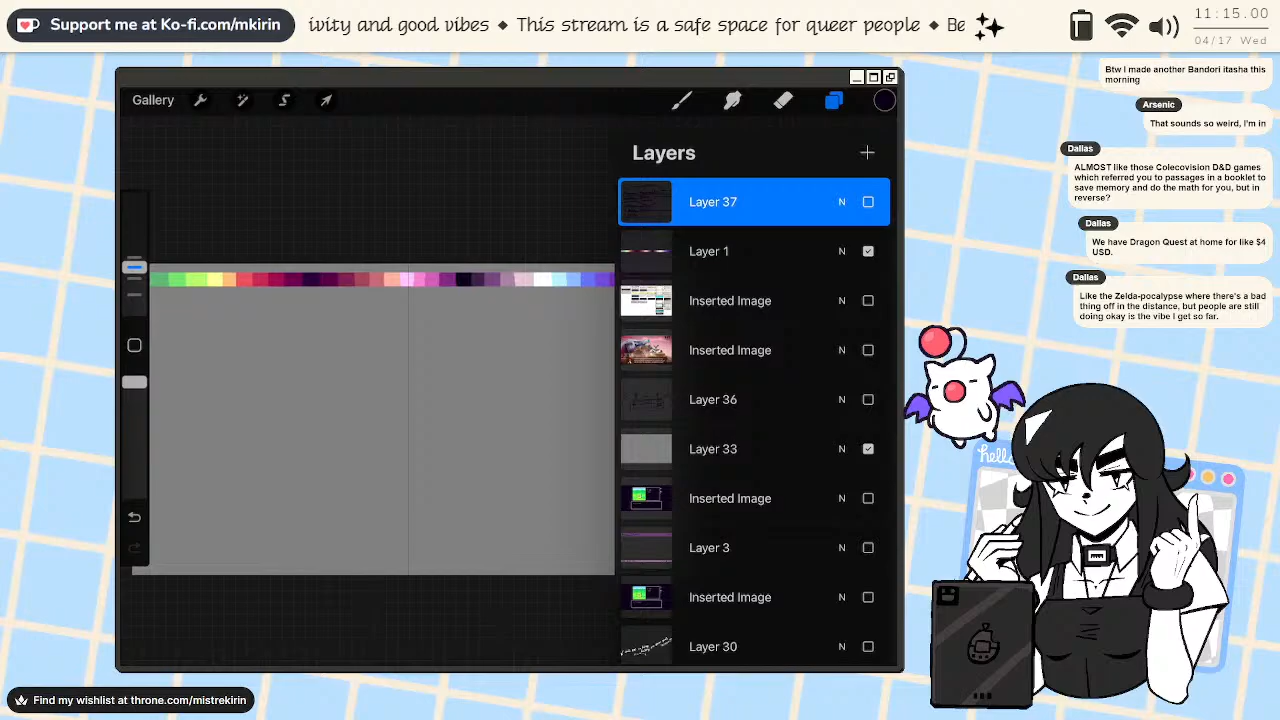 Support me at Ko-fi.com/mkirin
ivity and good vibes ◆ This stream is a safe space for queer people ◆ Be
11:15.00
04/17 Wed
Btw I made another Bandori itasha this
morning
Arsenic
That sounds so weird, I'm in
Dallas
ALMOST like those Colecovision D&D games
which referred you to passages in a booklet to
save memory and do the math for you, but in
reverse?
Dallas
We have Dragon Quest at home for like $4
USD.
Dallas
Like the Zelda-pocalypse where there's a bad
thing off in the distance, but people are still
doing okay is the vibe I get so far.
Gallery
Layers
Layer 37 N
Layer 1 N
Inserted Image N
Inserted Image N
Layer 36 N
Layer 33 N
Inserted Image N
Layer 3 N
Inserted Image N
Layer 30 N
hello
Find my wishlist at throne.com/mistrekirin